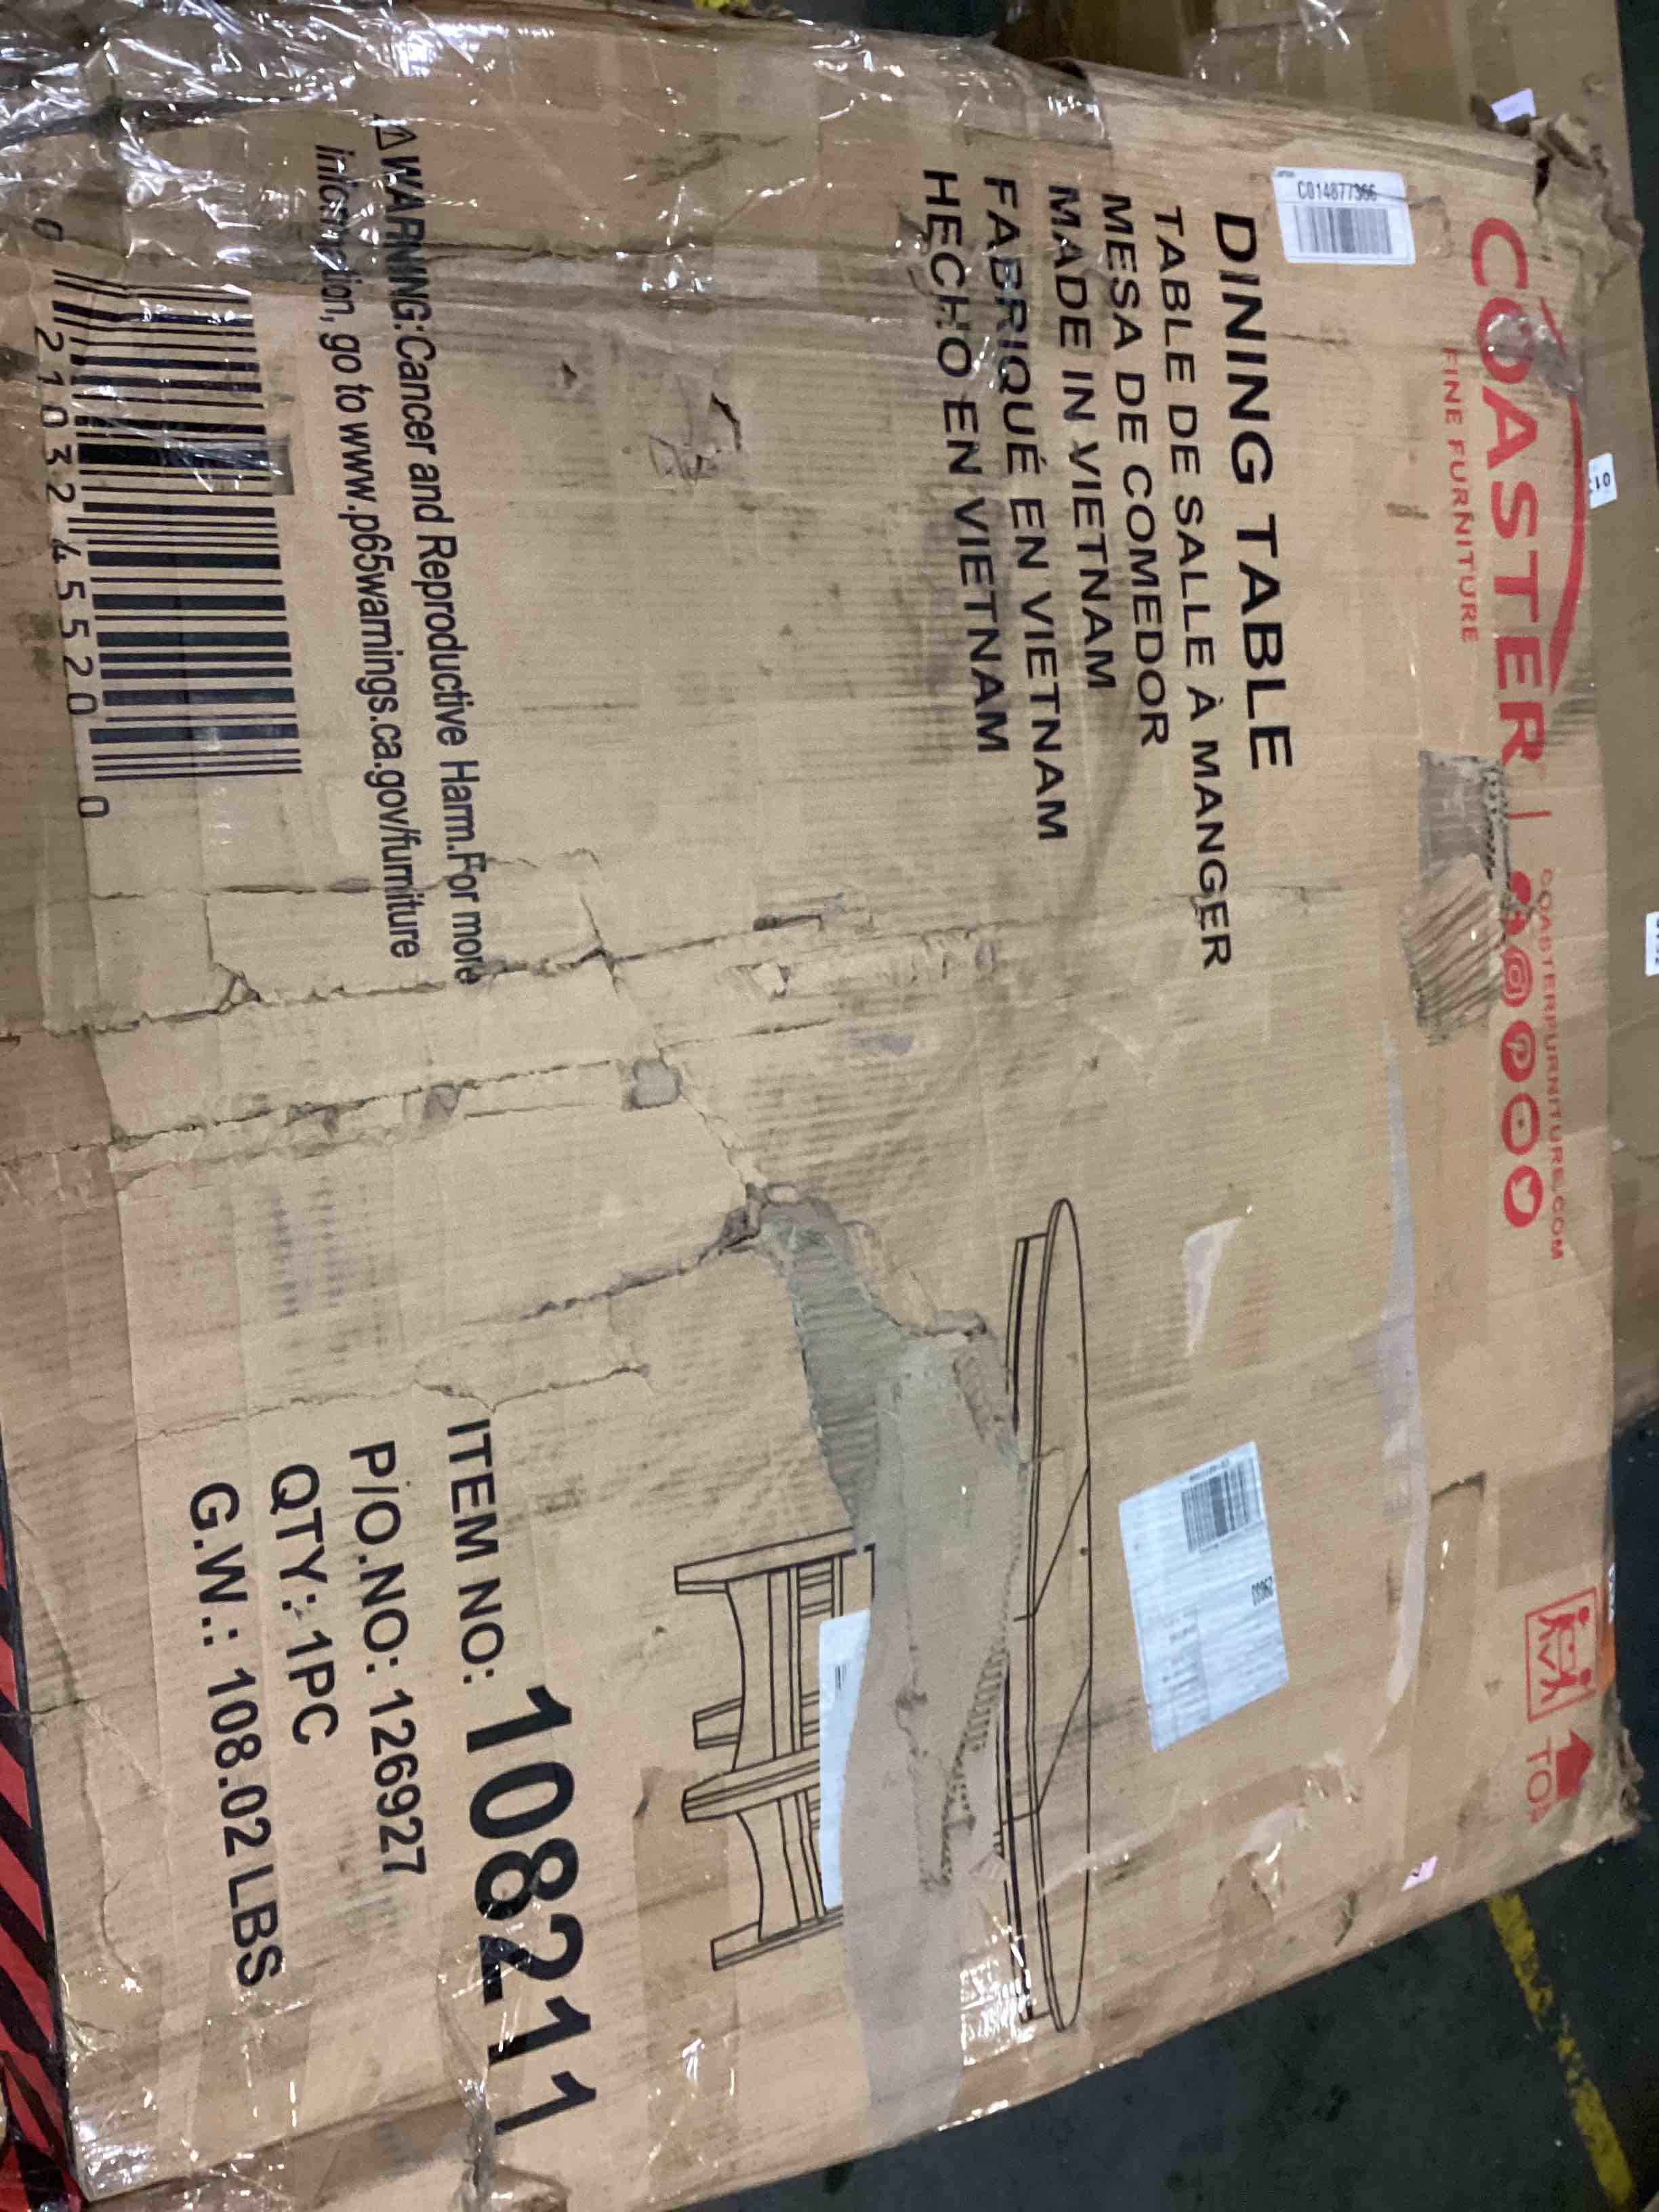 C014877366
COASTER
FINE FURNITURE
COASTERFURNITURE.COM
TOP
DINING TABLE
TABLE DE SALLE À MANGER
MESA DE COMEDOR
MADE IN VIETNAM
FABRIQUÉ EN VIETNAM
HECHO EN VIETNAM
⚠WARNING:Cancer and Reproductive Harm.For more
information, go to www.p65warnings.ca.gov/furniture
0 21032 45520 0
ITEM NO: 108211
P/O.NO: 126927
QTY: 1PC
G.W.: 108.02 LBS